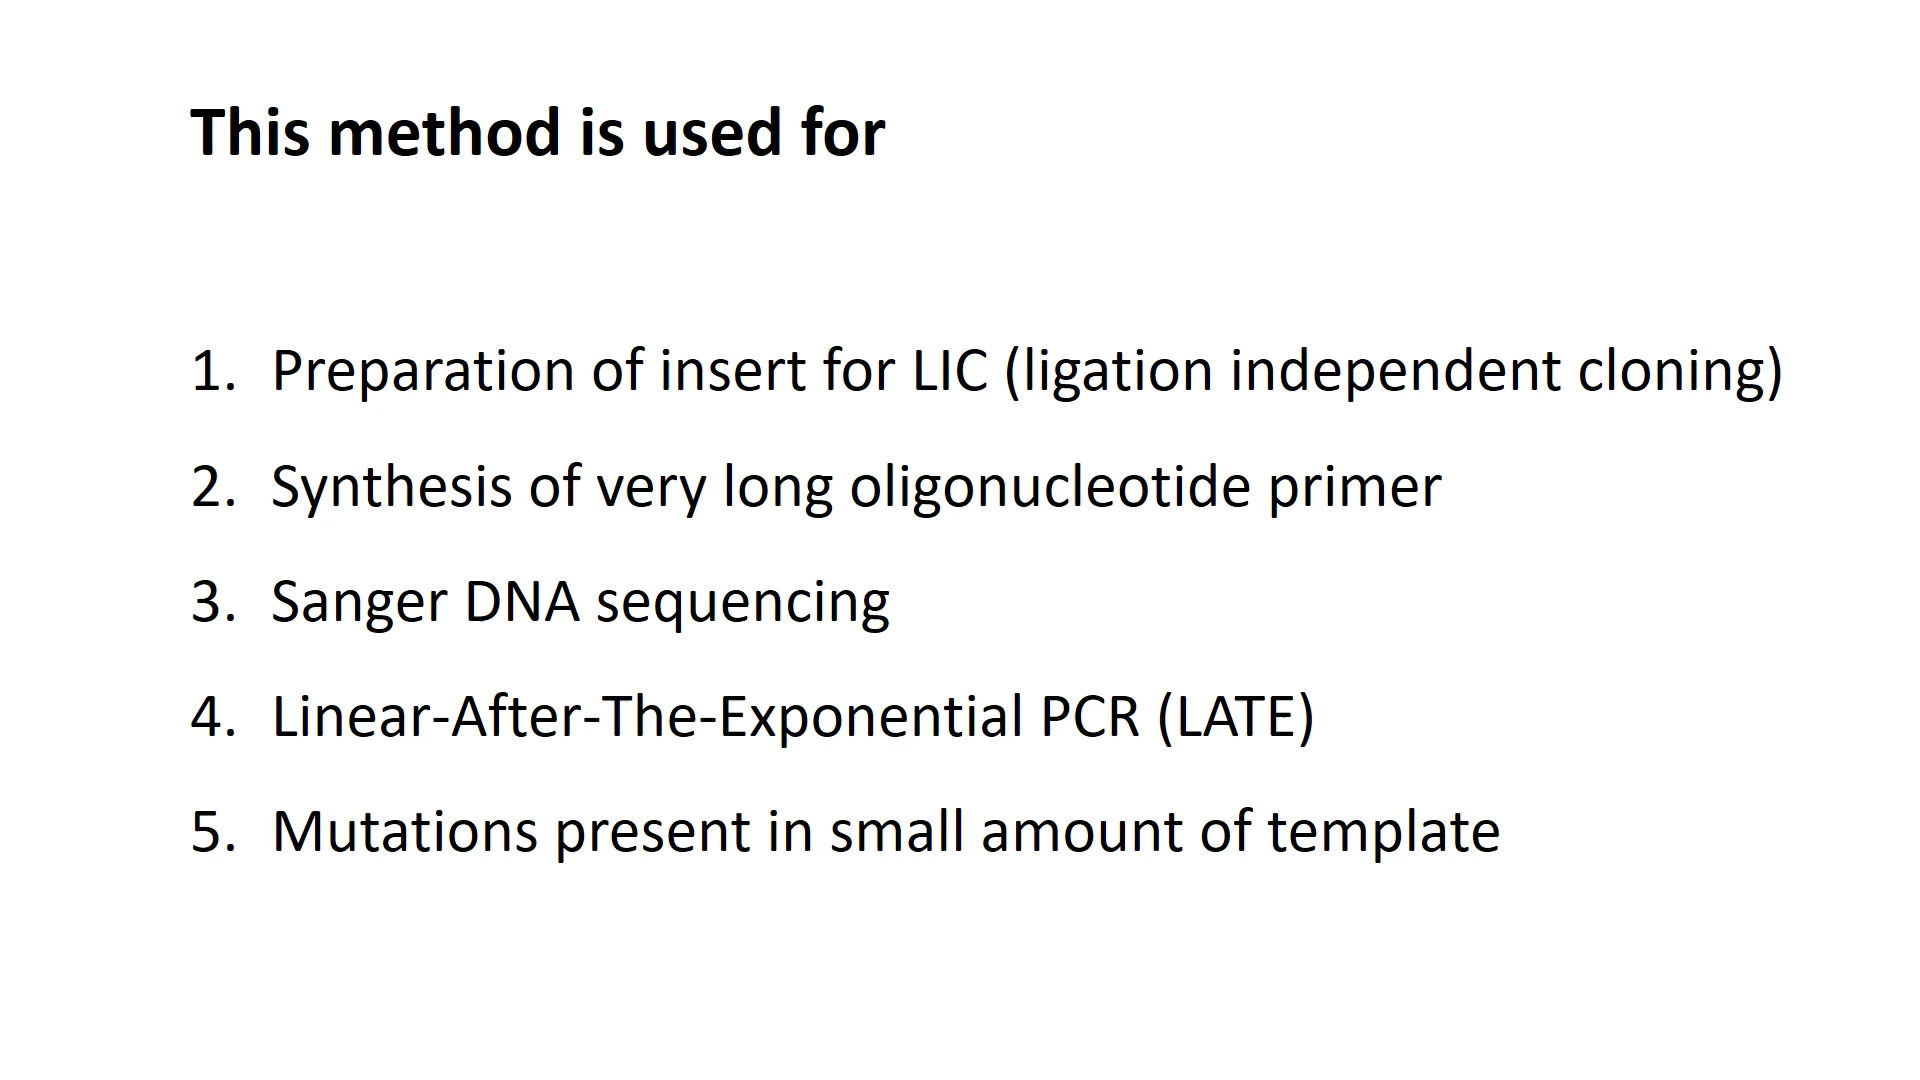 This method is used for
1. Preparation of insert for LIC (ligation independent cloning)
2. Synthesis of very long oligonucleotide primer
3. Sanger DNA sequencing
4. Linear-After-The-Exponential PCR (LATE)
5. Mutations present in small amount of template